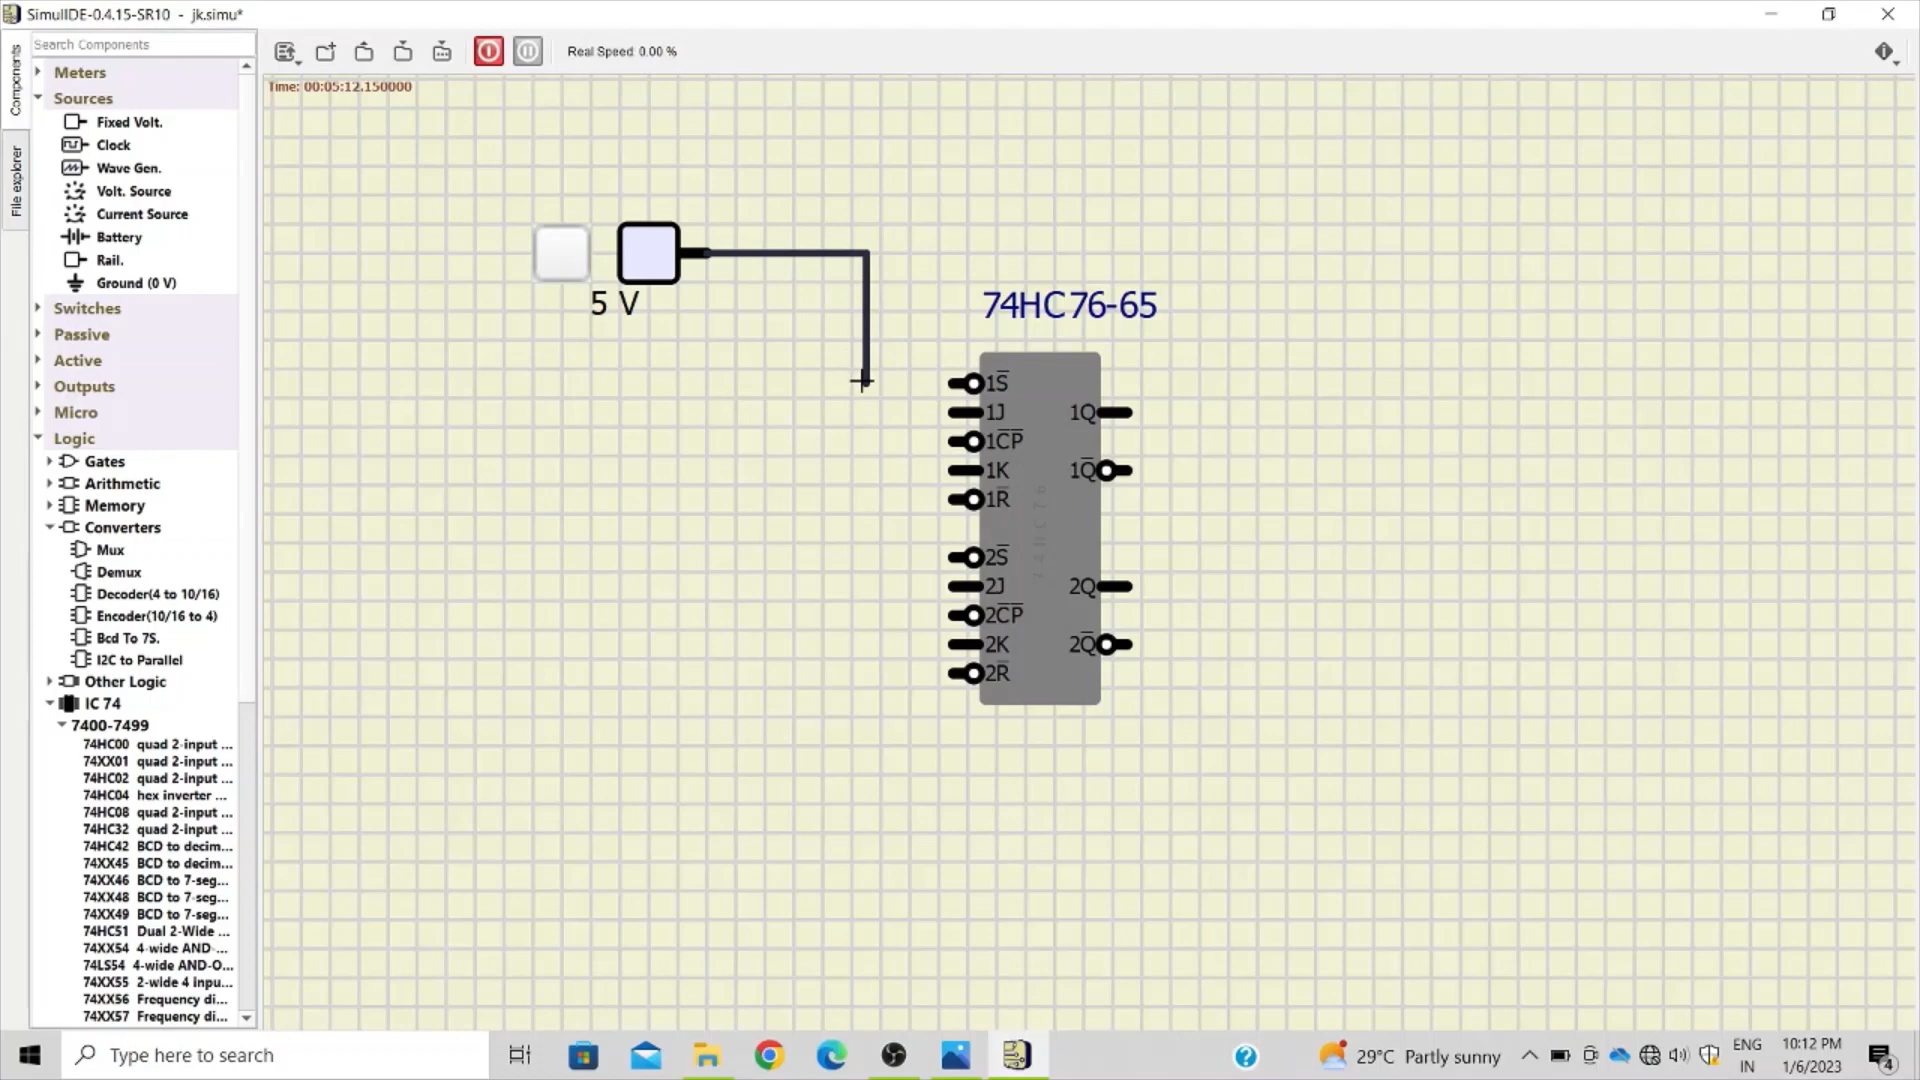 SimulIDE-0.4.15-SR10 - jk.simu*
Components
File explorer
Search Components
Real Speed 0.00 %
Time: 00:05:12.150000
Meters
Sources
Fixed Volt.
Clock
Wave Gen.
Volt. Source
Current Source
Battery
Rail.
Ground (0 V)
Switches
Passive
Active
Outputs
Micro
Logic
Gates
Arithmetic
Memory
Converters
Mux
Demux
Decoder(4 to 10/16)
Encoder(10/16 to 4)
Bcd To 7S.
I2C to Parallel
Other Logic
IC 74
7400-7499
74HC00 quad 2-input ...
74XX01 quad 2-input ...
74HC02 quad 2-input ...
74HC04 hex inverter ...
74HC08 quad 2-input ...
74HC32 quad 2-input ...
74HC42 BCD to decim...
74XX45 BCD to decim...
74XX46 BCD to 7-seg...
74XX48 BCD to 7-seg...
74XX49 BCD to 7-seg...
74HC51 Dual 2-Wide ...
74XX54 4-wide AND-...
74LS54 4-wide AND-O...
74XX55 2-wide 4 inpu...
74XX56 Frequency di...
74XX57 Frequency di...
5 V
74HC76-65
1S̅
1J 1Q
1C̅P̅
1K 1Q̅
1R̅
74HC76
2S̅
2J 2Q
2C̅P̅
2K 2Q̅
2R̅
Type here to search
29°C Partly sunny
ENG
IN
10:12 PM
1/6/2023
4